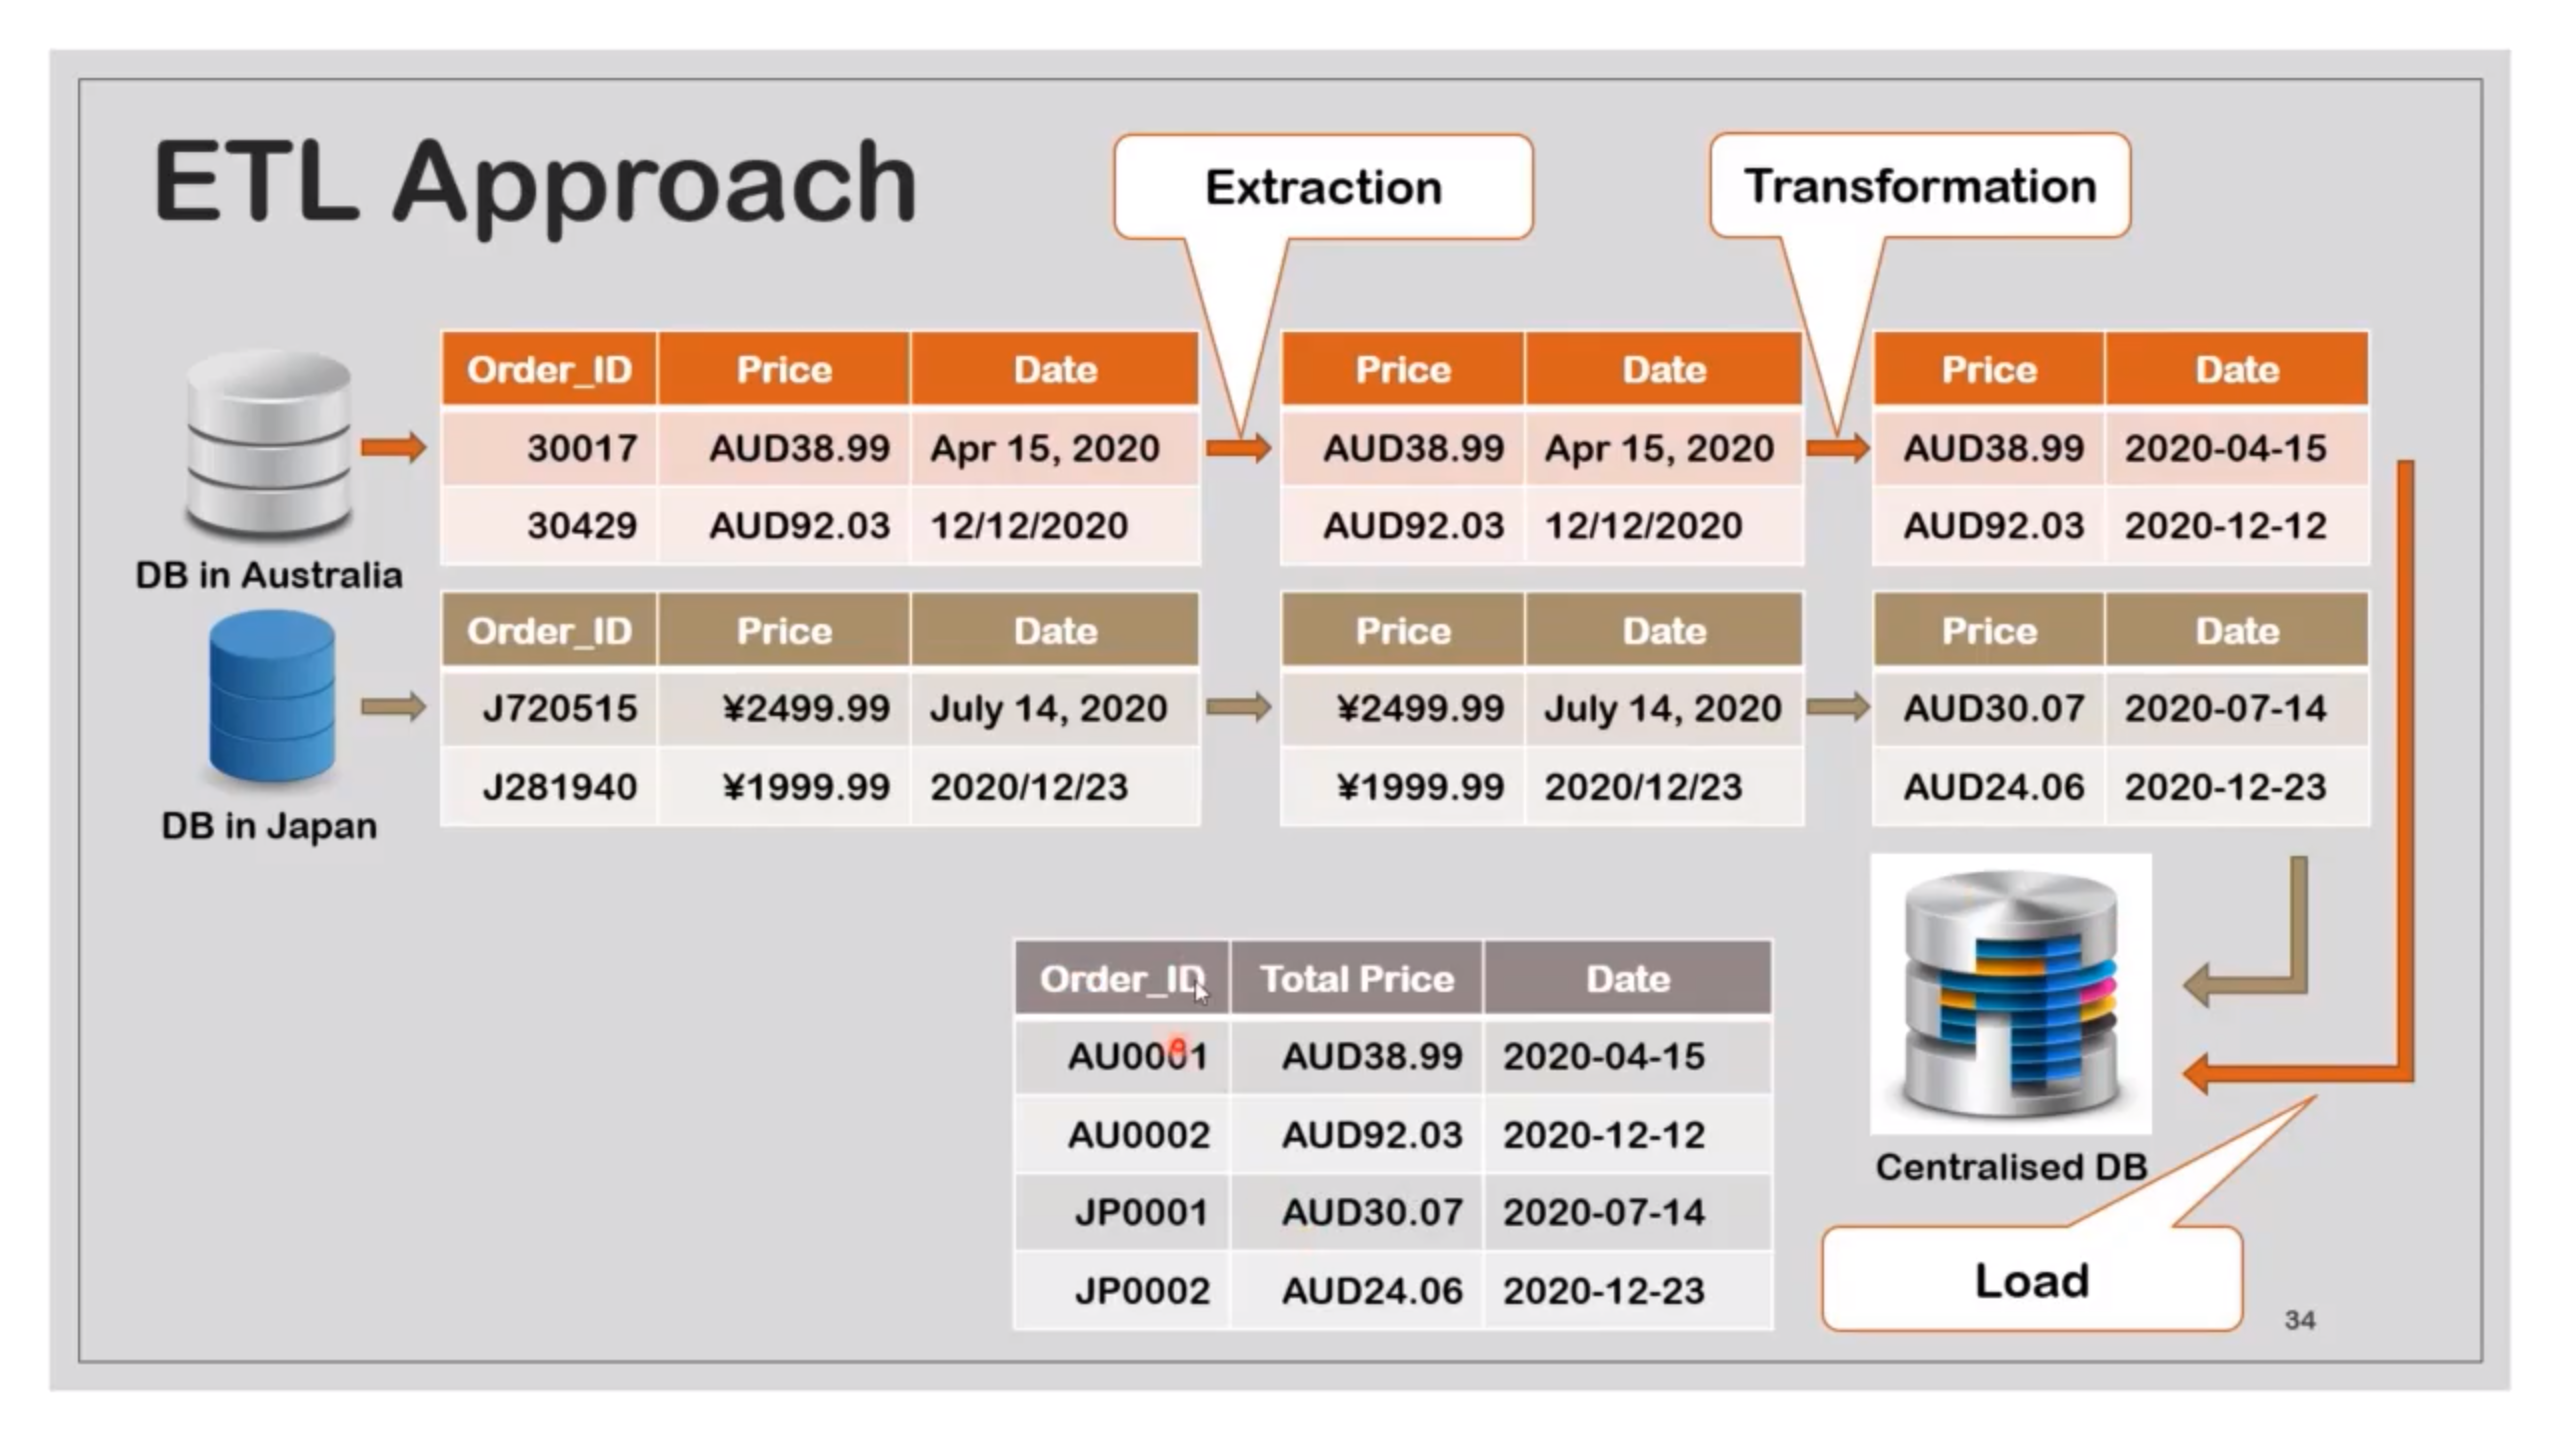 ETL Approach
Extraction
Transformation
Order_ID Price Date
30017 AUD38.99 Apr 15, 2020
30429 AUD92.03 12/12/2020
Price Date
AUD38.99 Apr 15, 2020
AUD92.03 12/12/2020
Price Date
AUD38.99 2020-04-15
AUD92.03 2020-12-12
DB in Australia
Order_ID Price Date
J720515 ¥2499.99 July 14, 2020
J281940 ¥1999.99 2020/12/23
Price Date
¥2499.99 July 14, 2020
¥1999.99 2020/12/23
Price Date
AUD30.07 2020-07-14
AUD24.06 2020-12-23
DB in Japan
Order_ID Total Price Date
AU0001 AUD38.99 2020-04-15
AU0002 AUD92.03 2020-12-12
JP0001 AUD30.07 2020-07-14
JP0002 AUD24.06 2020-12-23
Centralised DB
Load
34